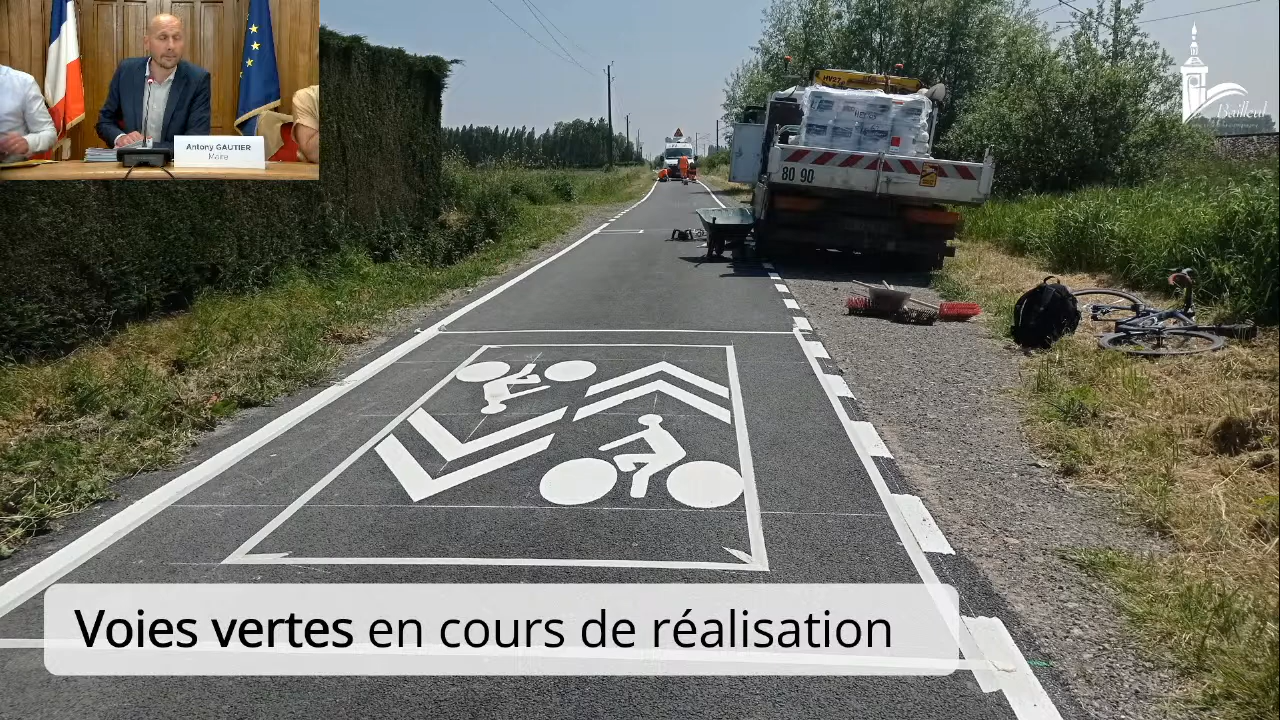 Antony GAUTIER
Maire
Bailleul
80 90
Voies vertes en cours de réalisation